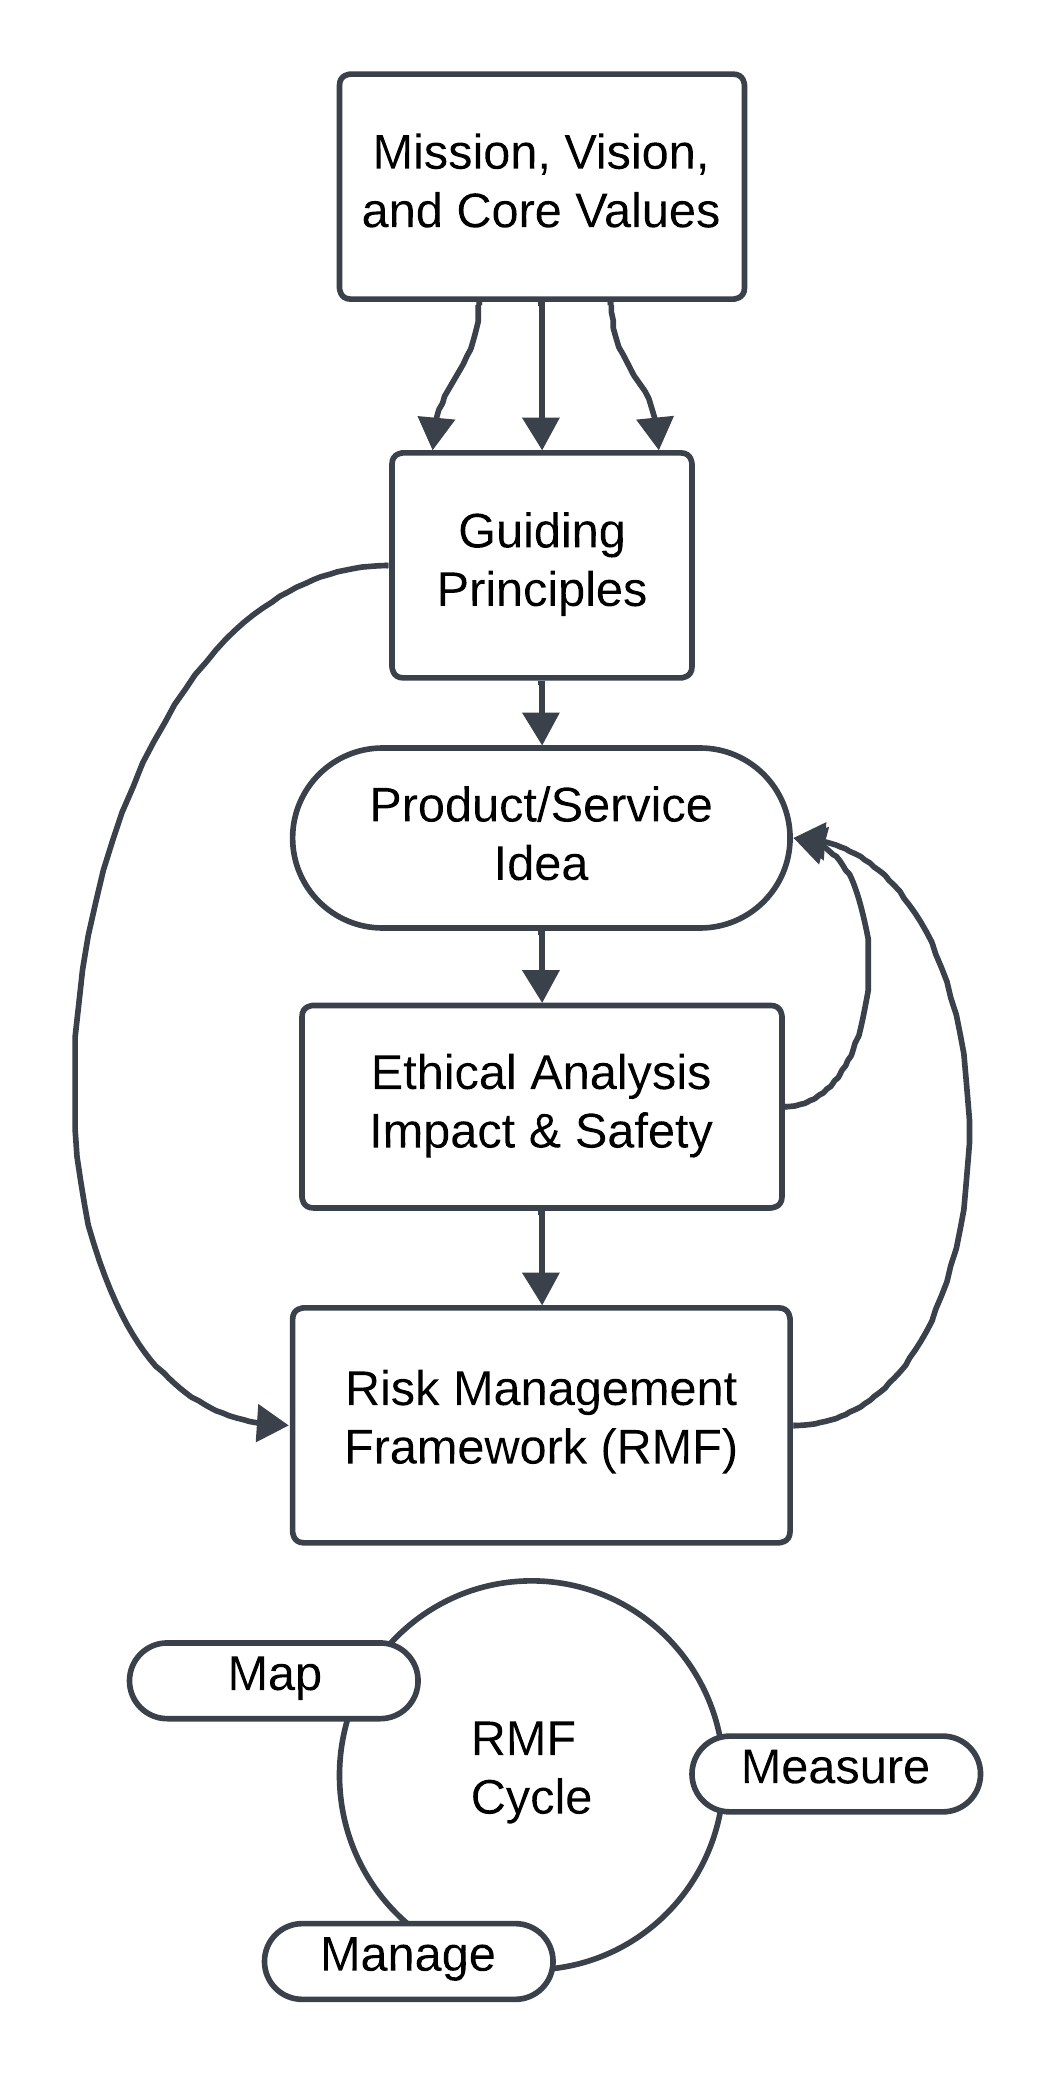 Mission, Vision,
and Core Values
Guiding
Principles
Product/Service
Idea
Ethical Analysis
Impact & Safety
Risk Management
Framework (RMF)
Map
RMF
Cycle
Measure
Manage